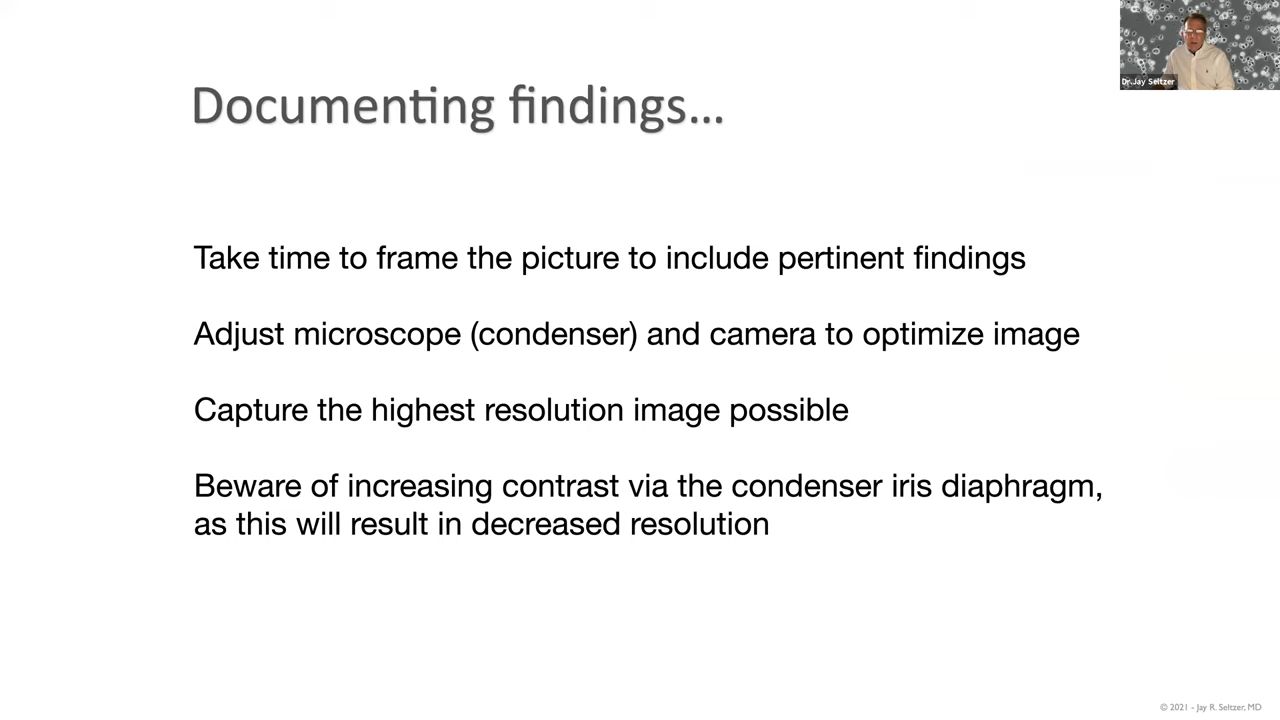 Dr.Jay Seltzer
Documenting findings...
Take time to frame the picture to include pertinent findings
Adjust microscope (condenser) and camera to optimize image
Capture the highest resolution image possible
Beware of increasing contrast via the condenser iris diaphragm,
as this will result in decreased resolution
© 2021 - Jay R. Seltzer, MD